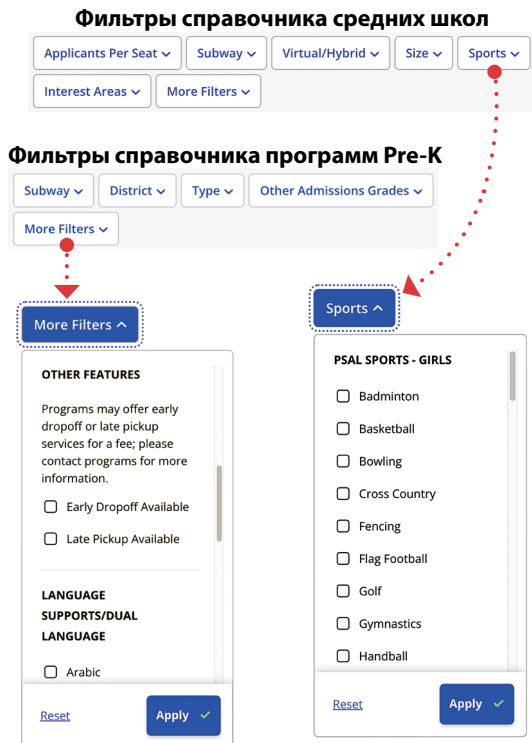 Фильтры справочника средних школ
Applicants Per Seat
Subway
Virtual/Hybrid
Size
Sports
Interest Areas
More Filters
Фильтры справочника программ Pre-K
Subway
District
Type
Other Admissions Grades
More Filters
More Filters
OTHER FEATURES
Programs may offer early
dropoff or late pickup
services for a fee; please
contact programs for more
information.
Early Dropoff Available
Late Pickup Available
LANGUAGE
SUPPORTS/DUAL
LANGUAGE
Arabic
Reset
Apply
Sports
PSAL SPORTS - GIRLS
Badminton
Basketball
Bowling
Cross Country
Fencing
Flag Football
Golf
Gymnastics
Handball
Reset
Apply